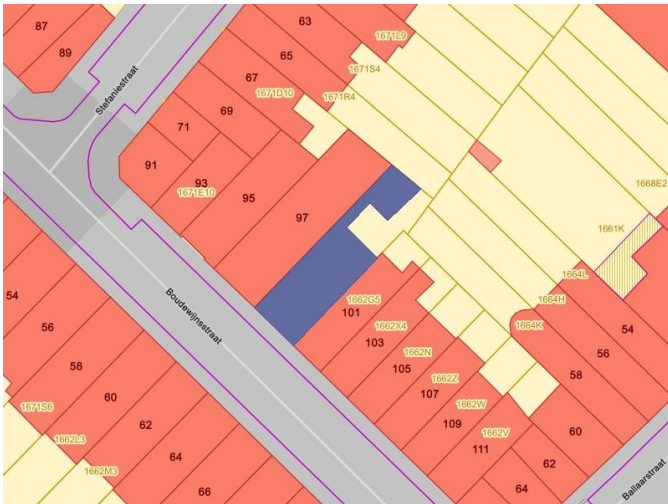 87
89
63
65
67
69
71
91
93
95
97
Stefaniestraat
1671L9
1671S4
1671R4
1671D10
1671E10
1668E2
1661K
1664L
1664H
1664K
Boudewijnsstraat
1662G5
101
1662X4
103
1662N
105
1662Z
107
1662W
109
1662V
111
54
56
58
60
62
64
54
56
58
60
62
64
66
1671S6
1662L3
1662M3
Ballaarstraat